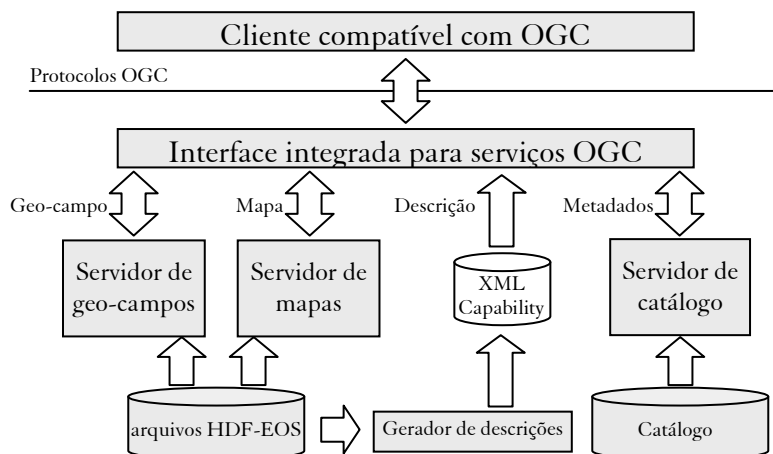 Cliente compatível com OGC
Protocolos OGC
Interface integrada para serviços OGC
Geo-campo
Mapa
Descrição
Metadados
Servidor de
geo-campos
Servidor de
mapas
XML
Capability
Servidor de
catálogo
arquivos HDF-EOS
Gerador de descrições
Catálogo